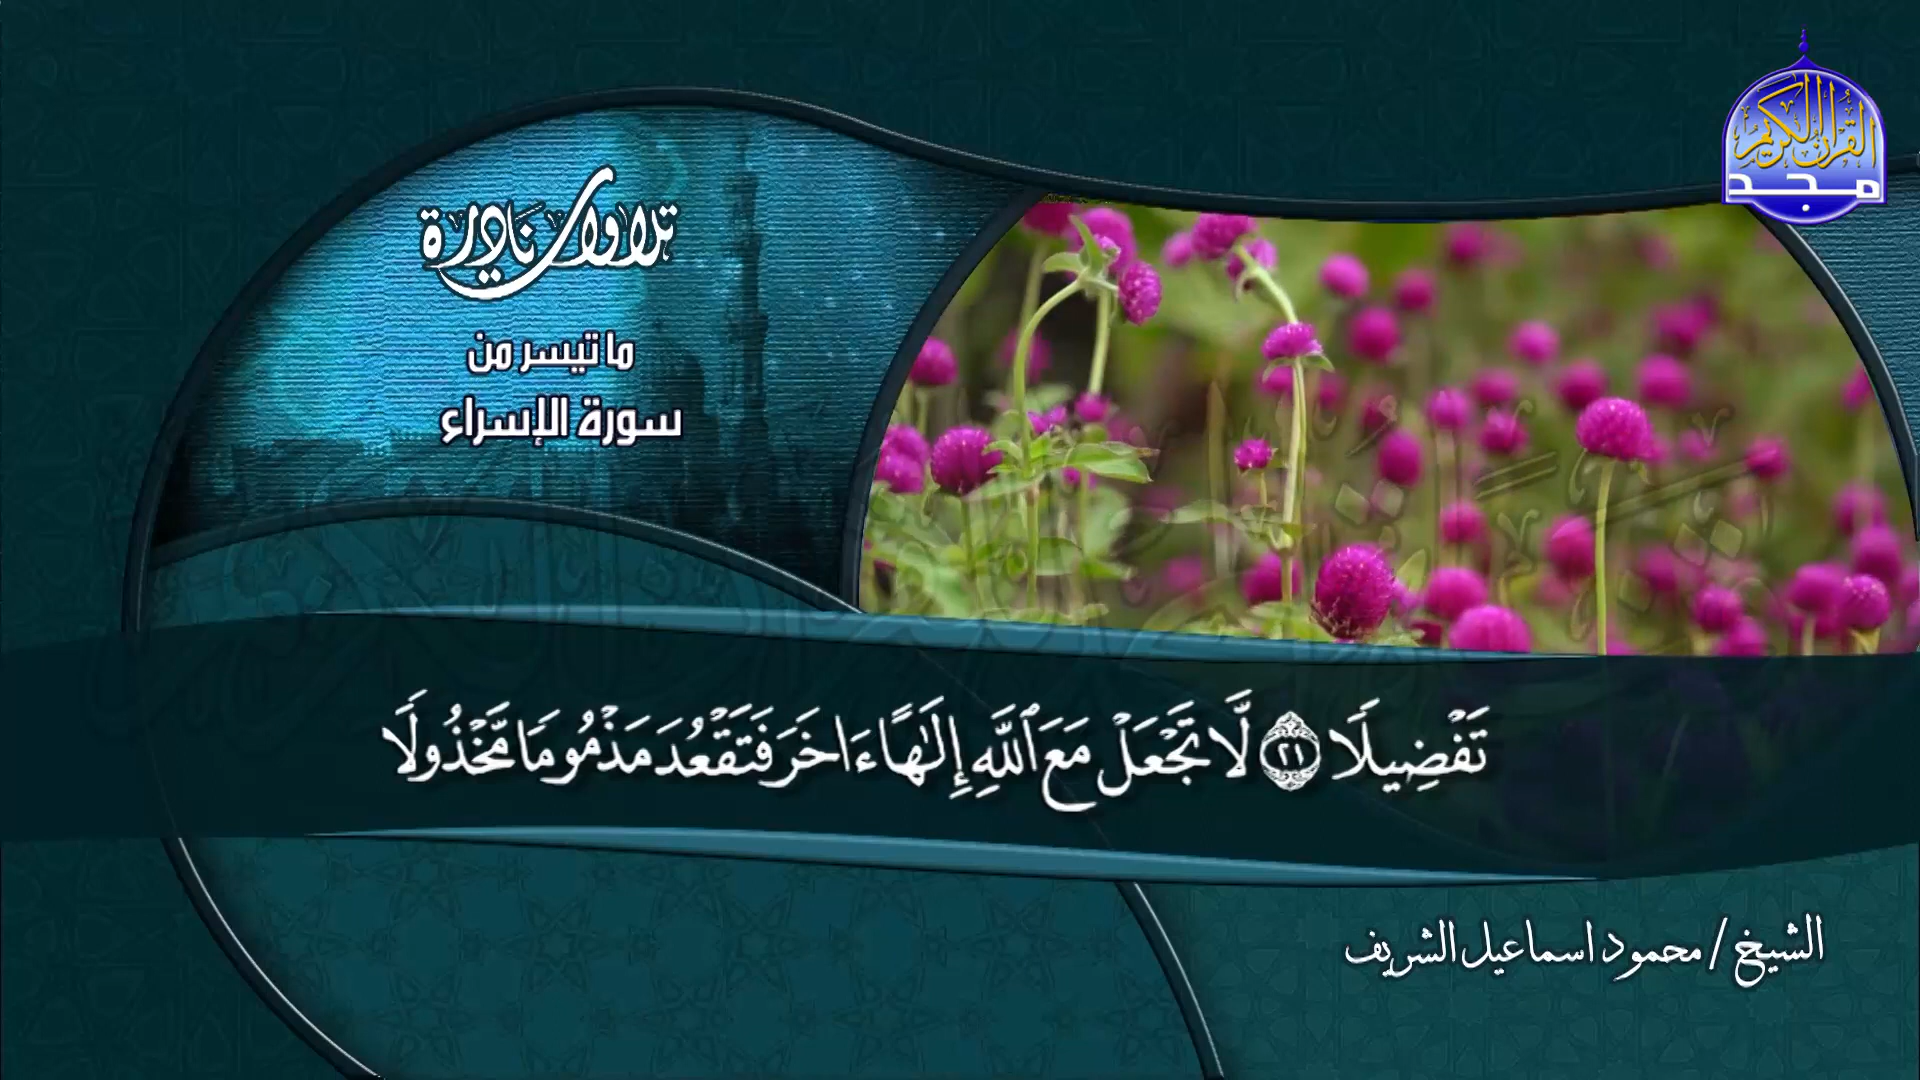 القرآن الكريم
مجد
تلاوات نادرة
ما تيسر من
سورة الإسراء
تَفْضِيلًا ٢١ لَّا تَجْعَلْ مَعَ ٱللَّهِ إِلَٰهًا ءَاخَرَ فَتَقْعُدَ مَذْمُومًا مَّخْذُولًا
الشيخ / محمود اسماعيل الشريف